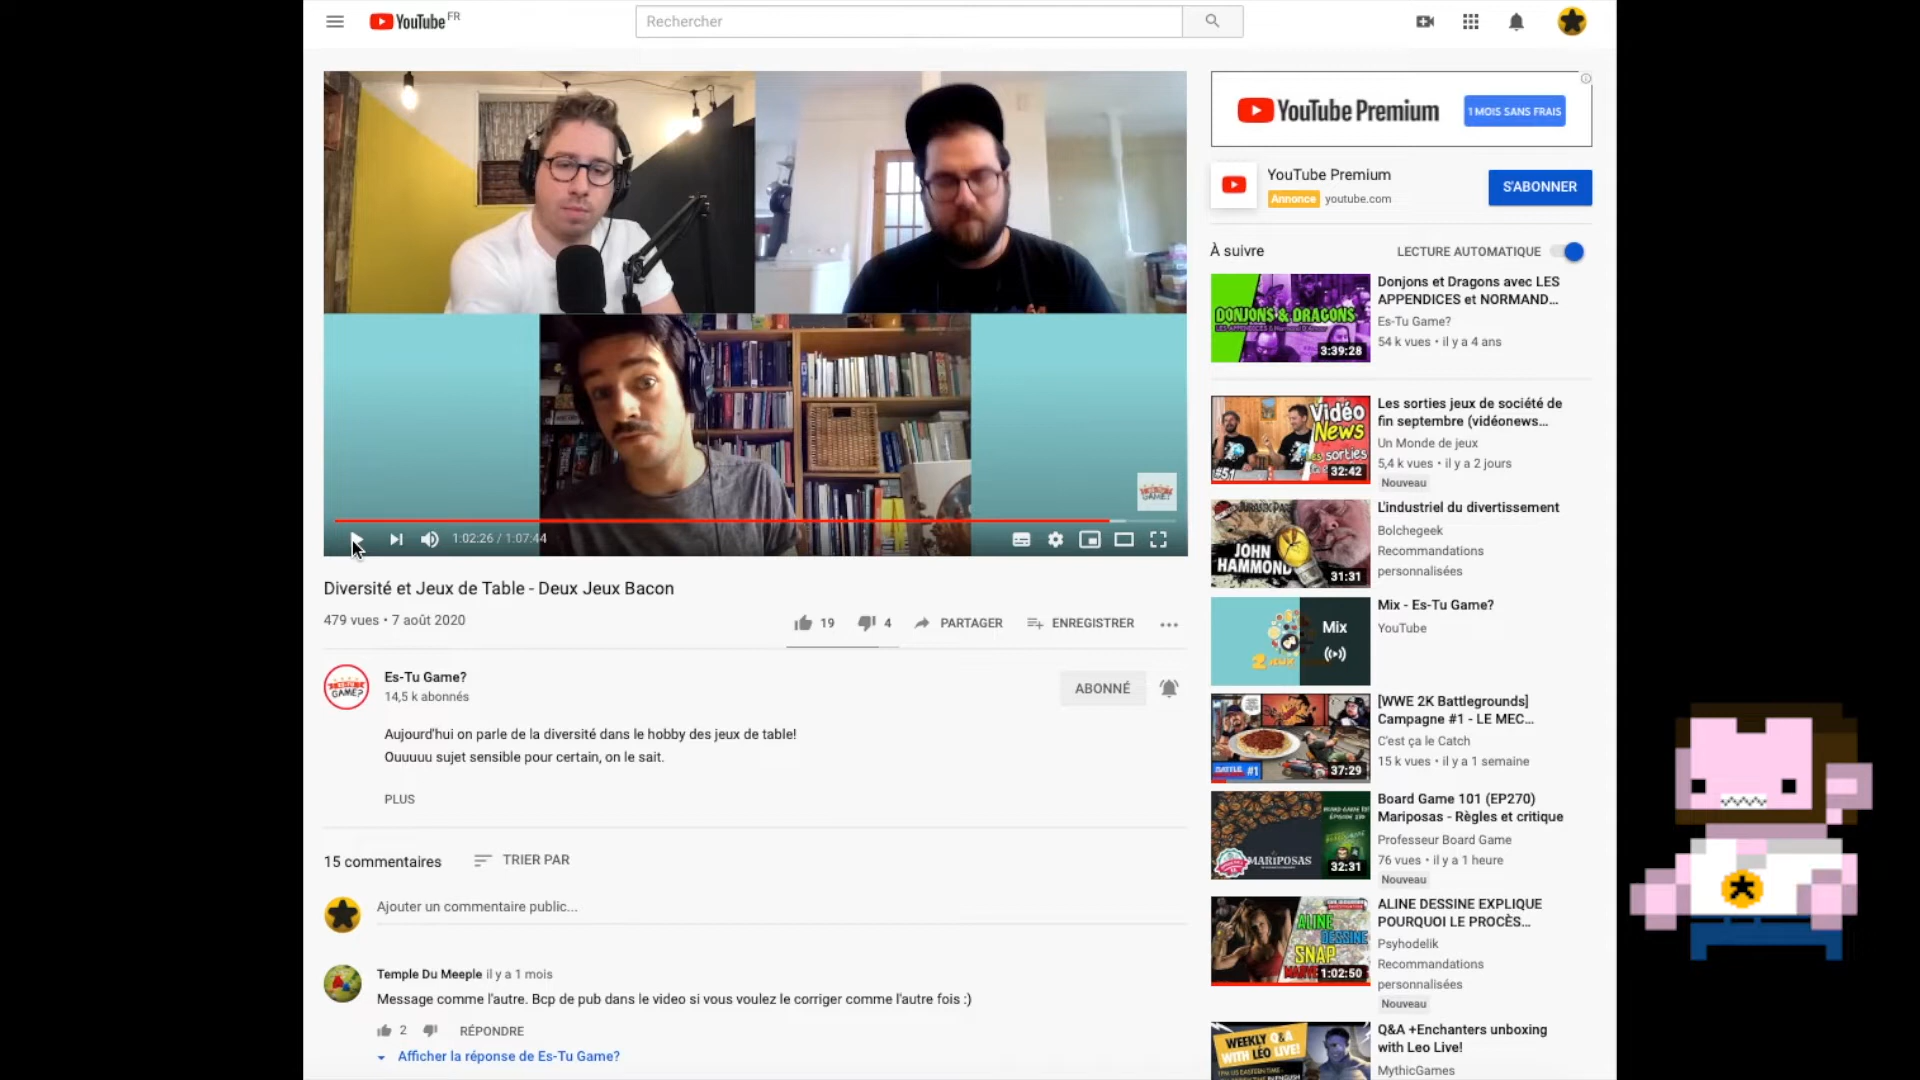 YouTube FR
Rechercher
YouTube Premium
1 MOIS SANS FRAIS
YouTube Premium
Annonce youtube.com
S'ABONNER
À suivre
LECTURE AUTOMATIQUE
DONJONS & DRAGONS
3:39:28
Donjons et Dragons avec LES
APPENDICES et NORMAND...
Es-Tu Game?
54 k vues • il y a 4 ans
Vidéo
News
Les sorties
#51
32:42
Les sorties jeux de société de
fin septembre (vidéonews...
Un Monde de jeux
5,4 k vues • il y a 2 jours
Nouveau
JOHN
HAMMOND
31:31
L'industriel du divertissement
Bolchegeek
Recommandations
personnalisées
Mix
Mix - Es-Tu Game?
YouTube
BATTLE #1
37:29
[WWE 2K Battlegrounds]
Campagne #1 - LE MEC...
C'est ça le Catch
15 k vues • il y a 1 semaine
MARIPOSAS
32:31
Board Game 101 (EP270)
Mariposas - Règles et critique
Professeur Board Game
76 vues • il y a 1 heure
Nouveau
ALINE
DESSINE
SNAP
1:02:50
ALINE DESSINE EXPLIQUE
POURQUOI LE PROCÈS...
Psyhodelik
Recommandations
personnalisées
Nouveau
WEEKLY Q&A
WITH LÉO LIVE!
Q&A +Enchanters unboxing
with Leo Live!
MythicGames
GAME?
1:02:26 / 1:07:44
Diversité et Jeux de Table - Deux Jeux Bacon
479 vues • 7 août 2020
19
4
PARTAGER
ENREGISTRER
ES-TU
GAME?
Es-Tu Game?
14,5 k abonnés
ABONNÉ
Aujourd'hui on parle de la diversité dans le hobby des jeux de table!
Ouuuuu sujet sensible pour certain, on le sait.
PLUS
15 commentaires
TRIER PAR
Ajouter un commentaire public...
Temple Du Meeple il y a 1 mois
Message comme l'autre. Bcp de pub dans le video si vous voulez le corriger comme l'autre fois :)
2
RÉPONDRE
Afficher la réponse de Es-Tu Game?